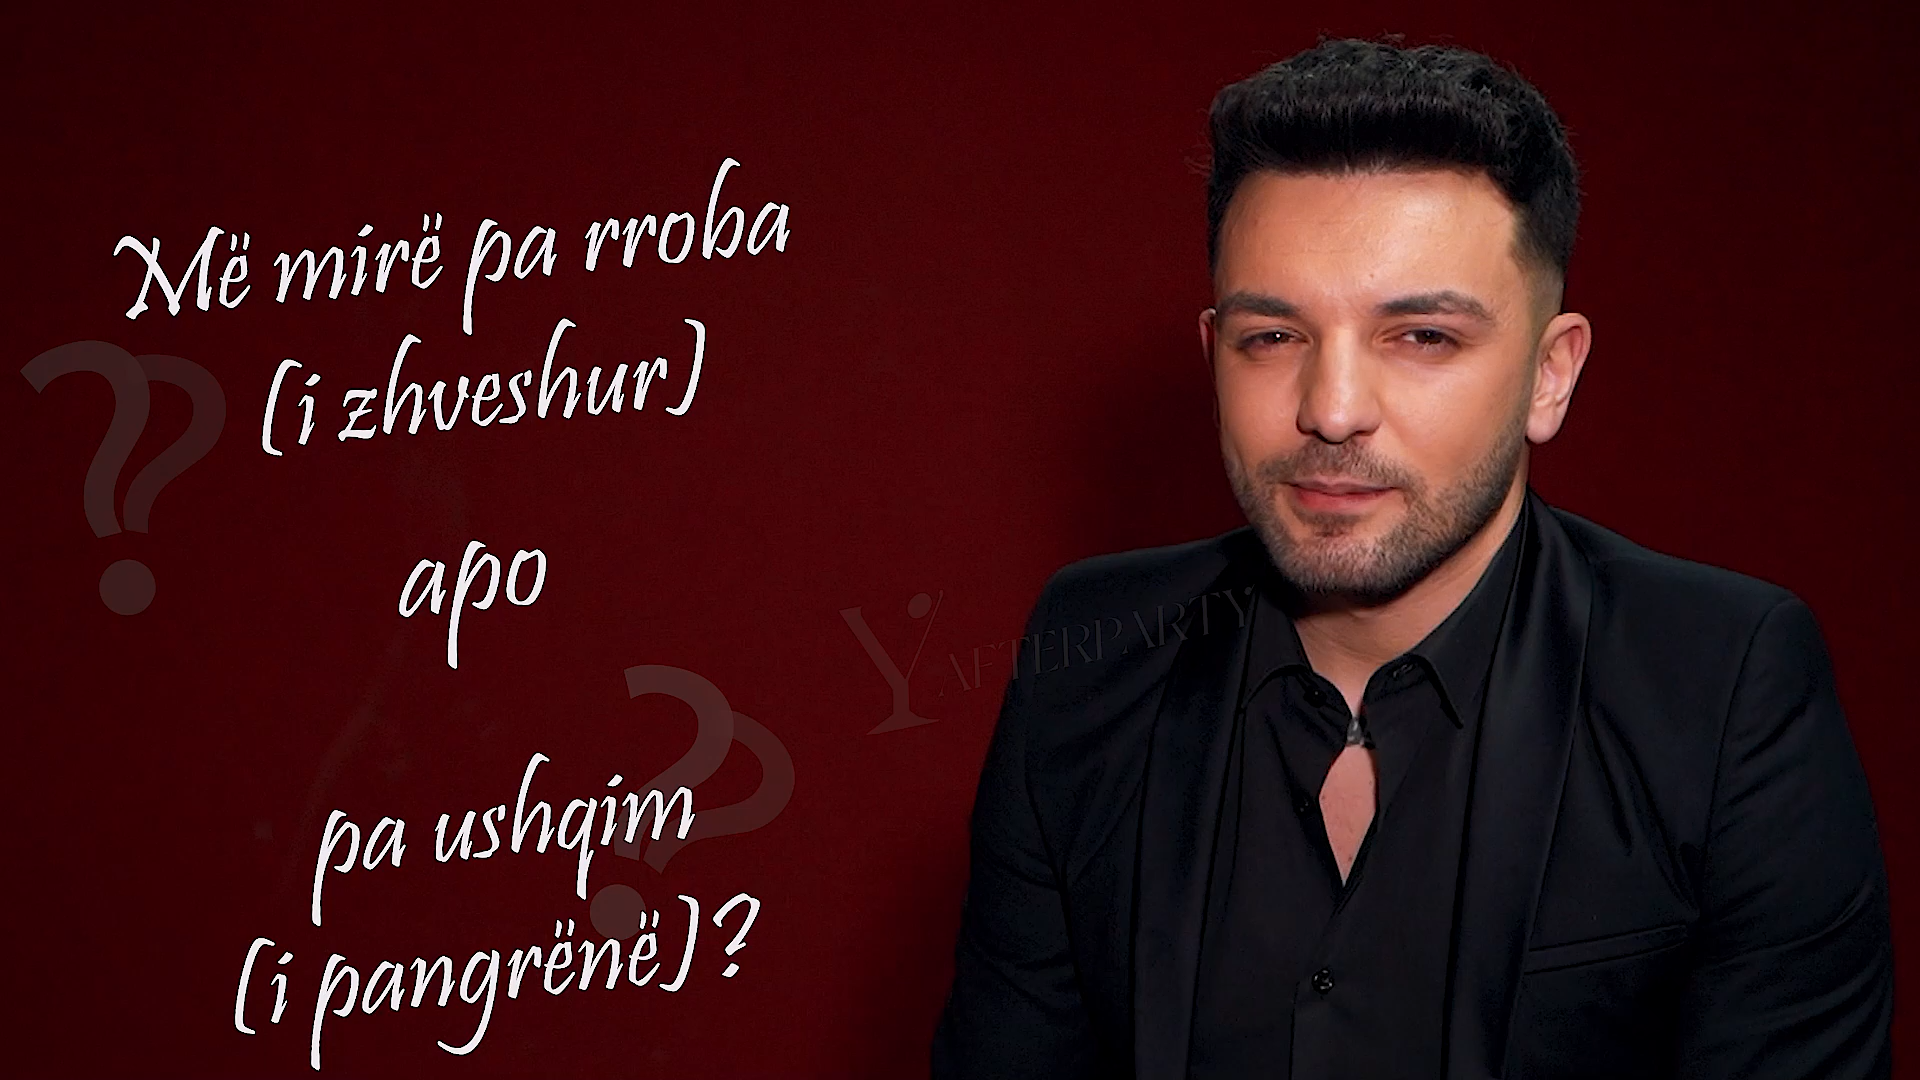 Më mirë pa rroba
(i zhveshur)
apo
pa ushqim
(i pangrënë)?
Y AFTERPARTY